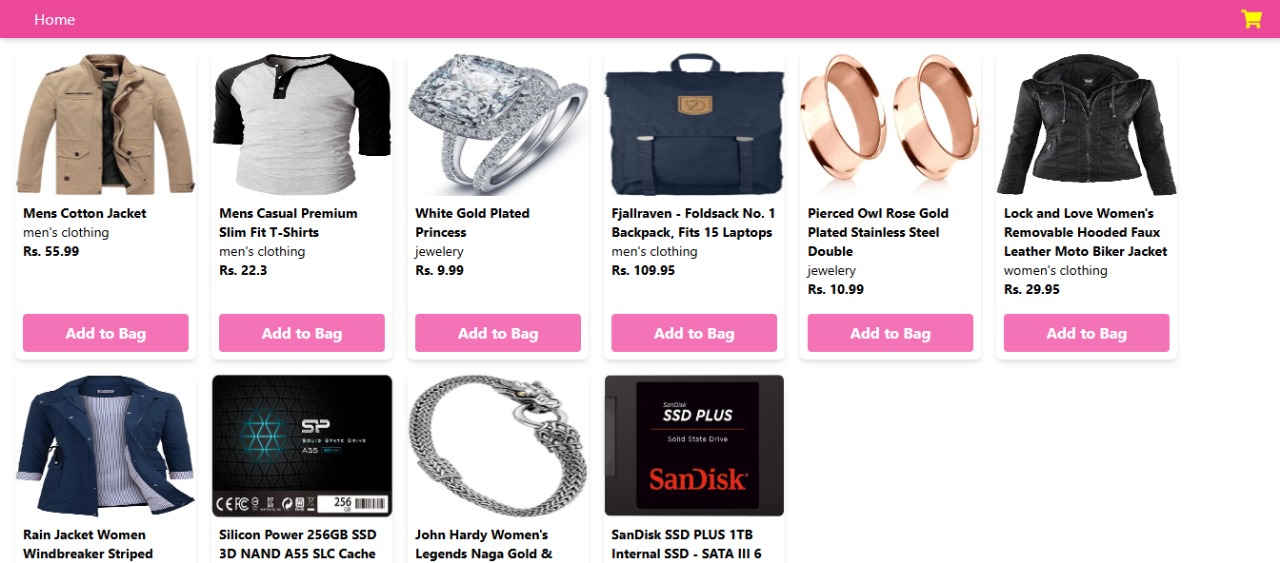 Home
Mens Cotton Jacket
men's clothing
Rs. 55.99
Add to Bag
Mens Casual Premium
Slim Fit T-Shirts
men's clothing
Rs. 22.3
Add to Bag
White Gold Plated
Princess
jewelery
Rs. 9.99
Add to Bag
Fjallraven - Foldsack No. 1
Backpack, Fits 15 Laptops
men's clothing
Rs. 109.95
Add to Bag
Pierced Owl Rose Gold
Plated Stainless Steel
Double
jewelery
Rs. 10.99
Add to Bag
Lock and Love Women's
Removable Hooded Faux
Leather Moto Biker Jacket
women's clothing
Rs. 29.95
Add to Bag
Rain Jacket Women
Windbreaker Striped
SP
SOLID STATE DRIVE
A55
256
GB
Silicon Power 256GB SSD
3D NAND A55 SLC Cache
John Hardy Women's
Legends Naga Gold &
SanDisk
SSD PLUS
Solid State Drive
SanDisk
SanDisk SSD PLUS 1TB
Internal SSD - SATA III 6